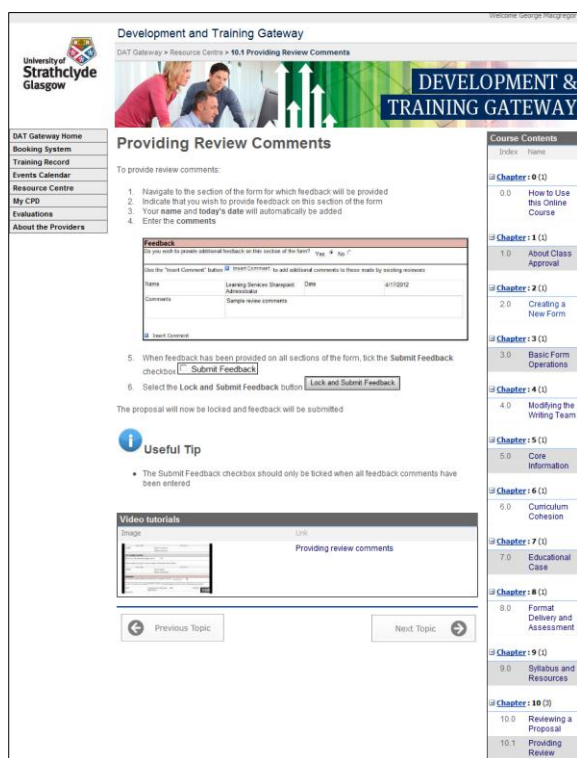 Welcome George Macgregor
Development and Training Gateway
DAT Gateway > Resource Centre > 10.1 Providing Review Comments
University of
Strathclyde
Glasgow
DEVELOPMENT &
TRAINING GATEWAY
DAT Gateway Home
Booking System
Training Record
Events Calendar
Resource Centre
My CPD
Evaluations
About the Providers
Providing Review Comments
To provide review comments:
1. Navigate to the section of the form for which feedback will be provided
2. Indicate that you wish to provide feedback on this section of the form
3. Your name and today's date will automatically be added
4. Enter the comments
Feedback
Do you wish to provide additional feedback on this section of the form? Yes No
Use the "Insert Comment" button Insert Comment to add additional comments to those made by existing reviewers
Name Learning Services Sharepoint Date 4/17/2012
Administrator
Comments Sample review comments
Insert Comment
5. When feedback has been provided on all sections of the form, tick the Submit Feedback
checkbox Submit Feedback
6. Select the Lock and Submit Feedback button Lock and Submit Feedback
The proposal will now be locked and feedback will be submitted
Useful Tip
• The Submit Feedback checkbox should only be ticked when all feedback comments have
been entered
Video tutorials
Image Link
Providing review comments
Previous Topic
Next Topic
Course Contents
Index Name
Chapter : 0 (1)
0.0 How to Use
this Online
Course
Chapter : 1 (1)
1.0 About Class
Approval
Chapter : 2 (1)
2.0 Creating a
New Form
Chapter : 3 (1)
3.0 Basic Form
Operations
Chapter : 4 (1)
4.0 Modifying the
Writing Team
Chapter : 5 (1)
5.0 Core
Information
Chapter : 6 (1)
6.0 Curriculum
Cohesion
Chapter : 7 (1)
7.0 Educational
Case
Chapter : 8 (1)
8.0 Format
Delivery and
Assessment
Chapter : 9 (1)
9.0 Syllabus and
Resources
Chapter : 10 (3)
10.0 Reviewing a
Proposal
10.1 Providing
Review